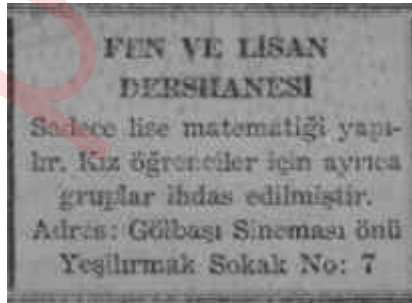 FEN VE LİSAN
DERSHANESİ
Sadece lise matematiği yapı-
lır. Kız öğrenciler için ayrıca
gruplar ihdas edilmiştir.
Adres: Gölbaşı Sineması önü
Yeşilırmak Sokak No: 7